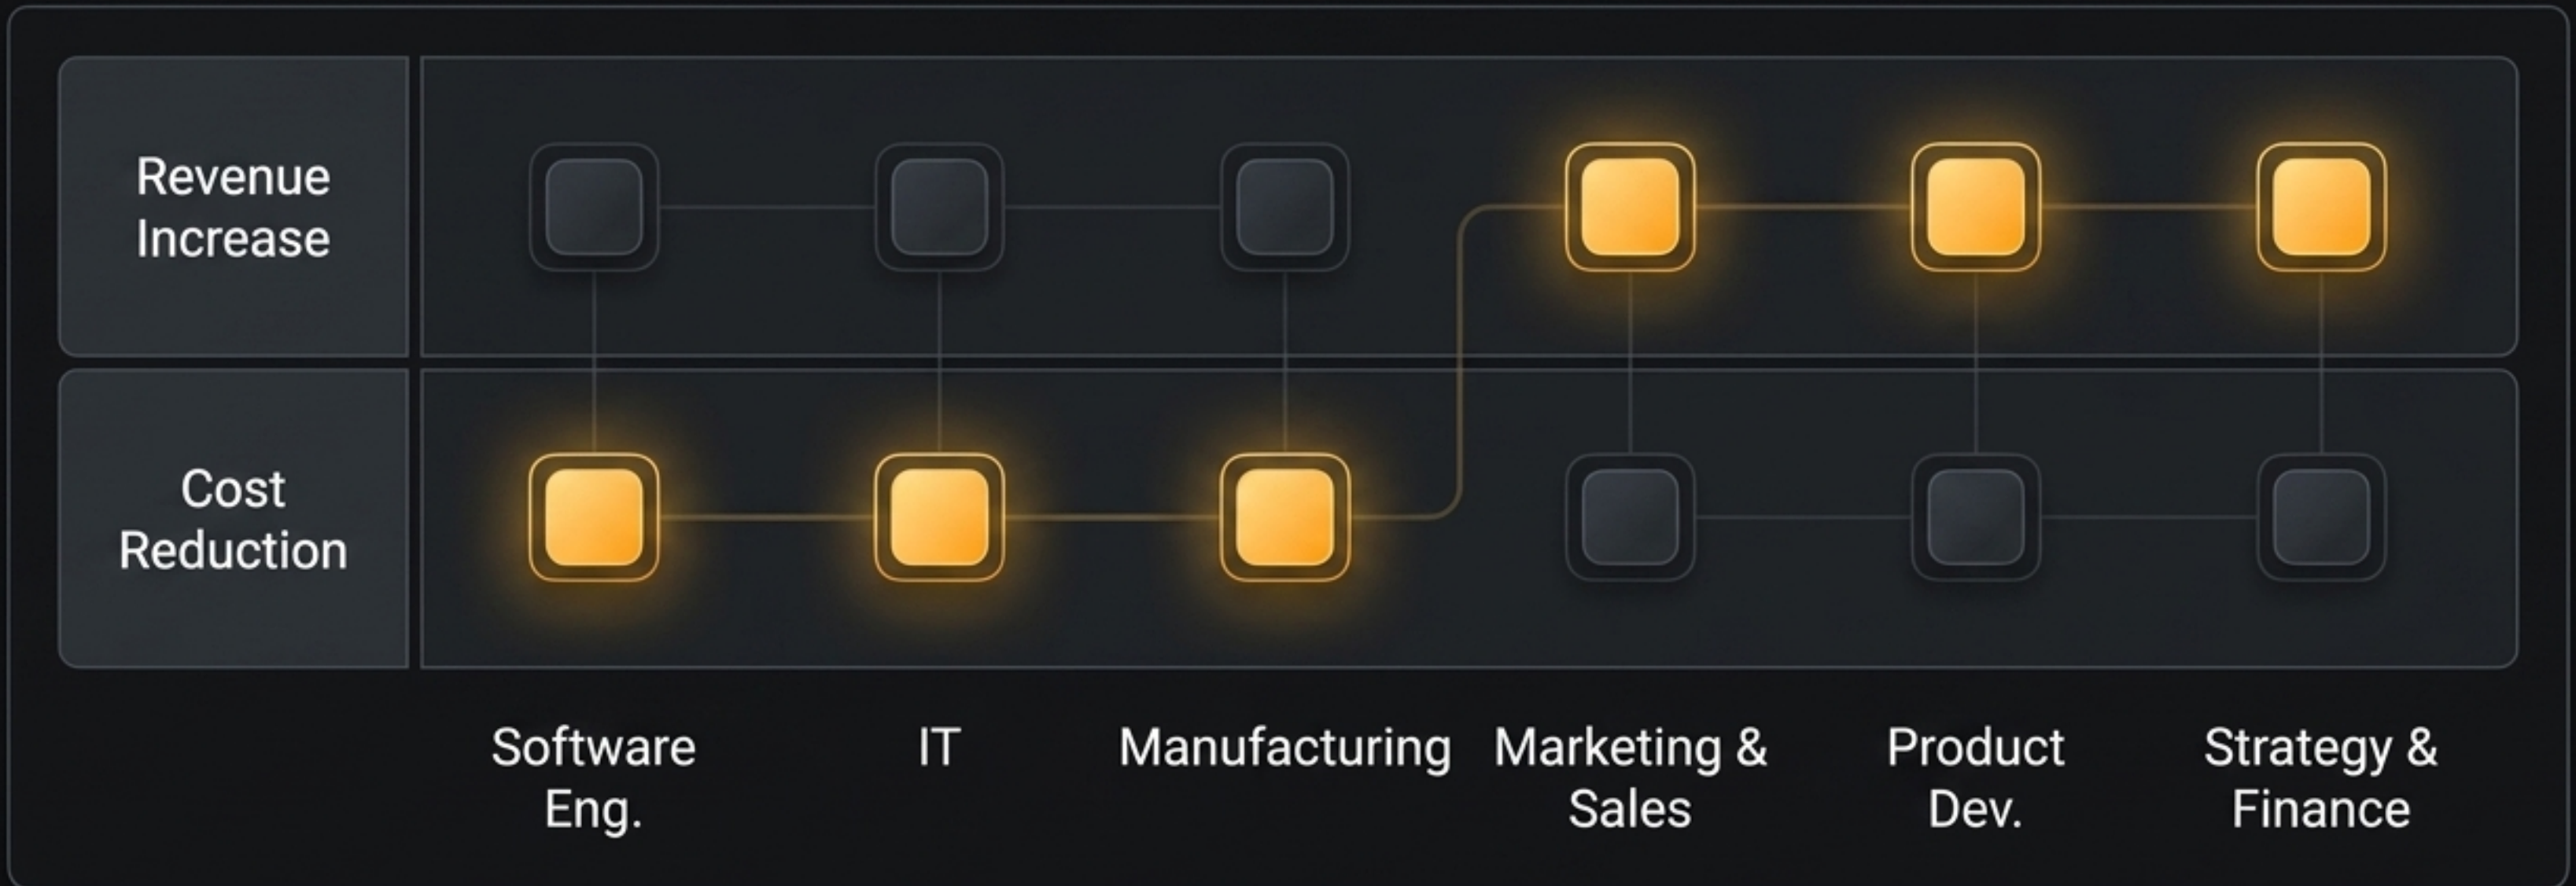 Revenue
Increase
Cost
Reduction
Software
Eng.
IT
Manufacturing
Marketing &
Sales
Product
Dev.
Strategy &
Finance